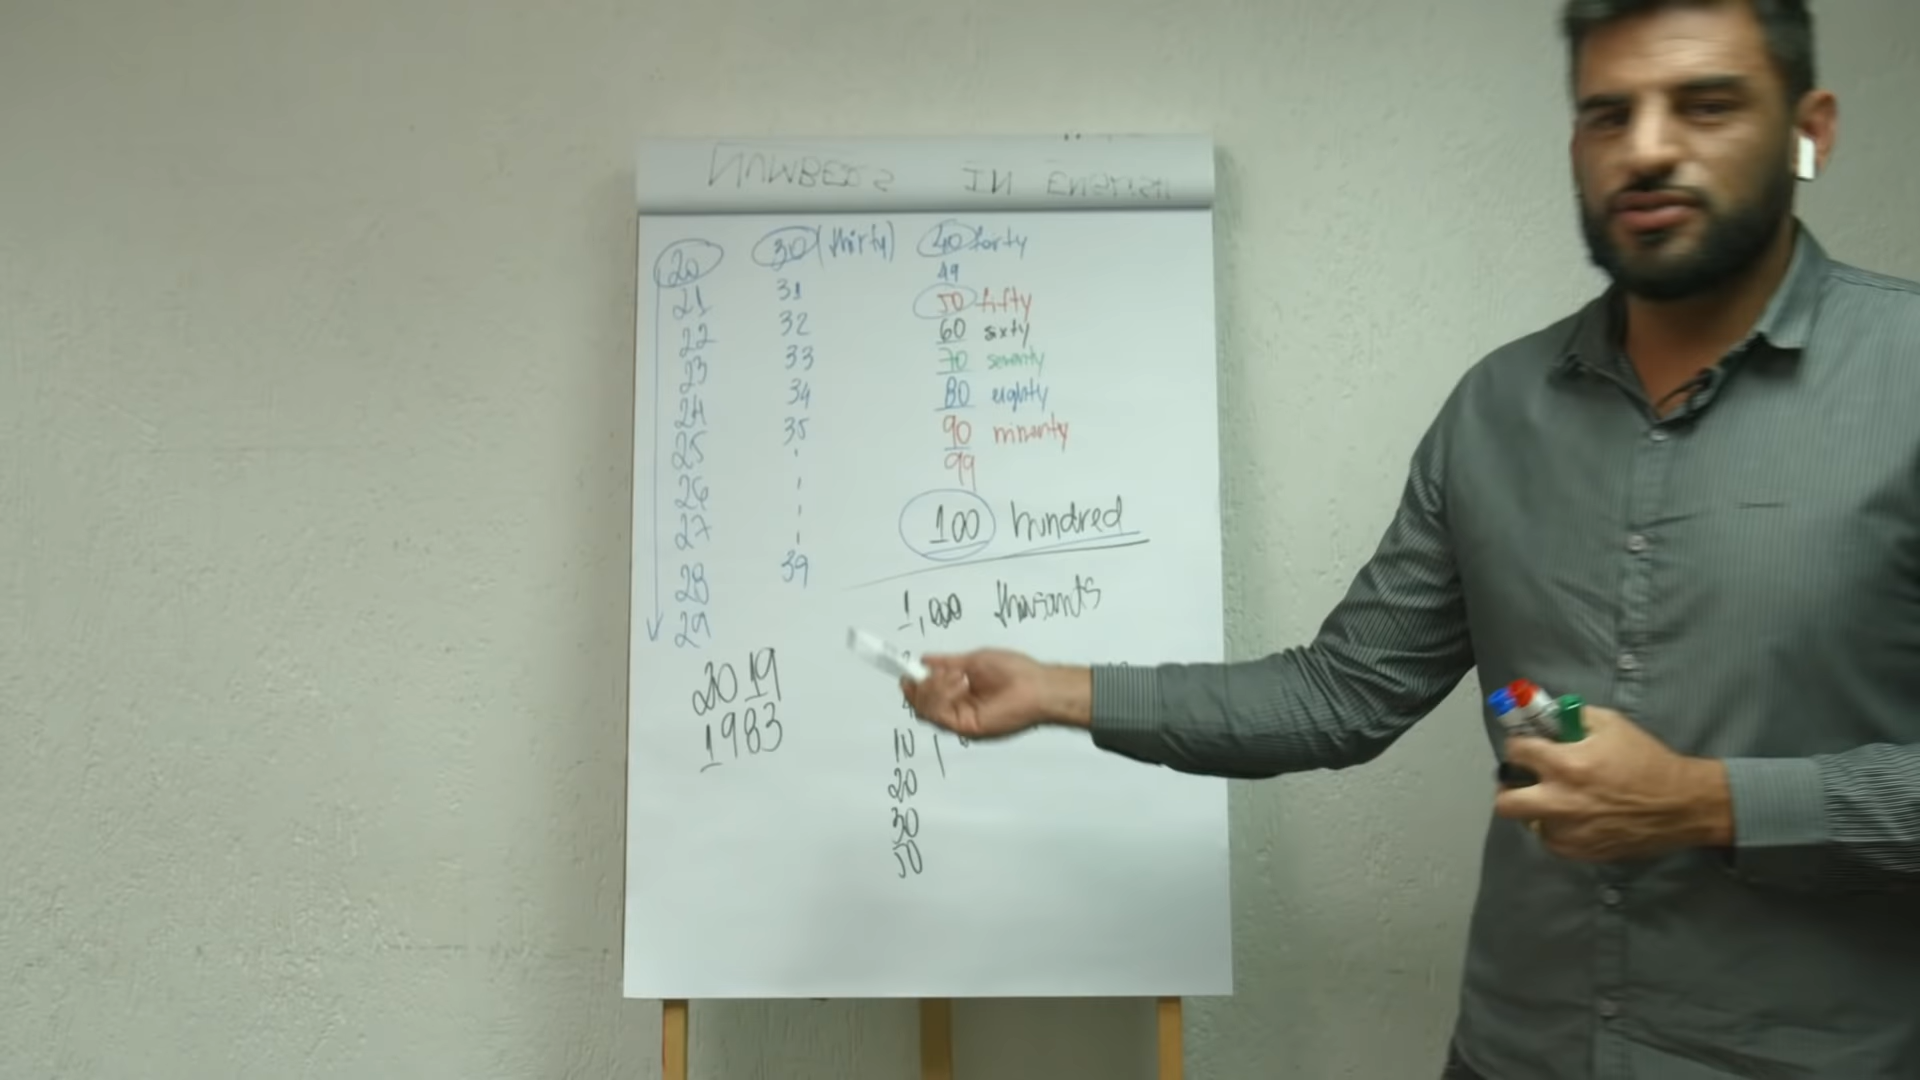 NUMBERS IN ENGLISH
20
21
22
23
24
25
26
27
28
29
2019
1983
30 (thirty)
31
32
33
34
35
39
40 forty
49
50 fifty
60 sixty
70 seventy
80 eighty
90 ninenty
99
100 hundred
1,000 thousants
10
20
30
50